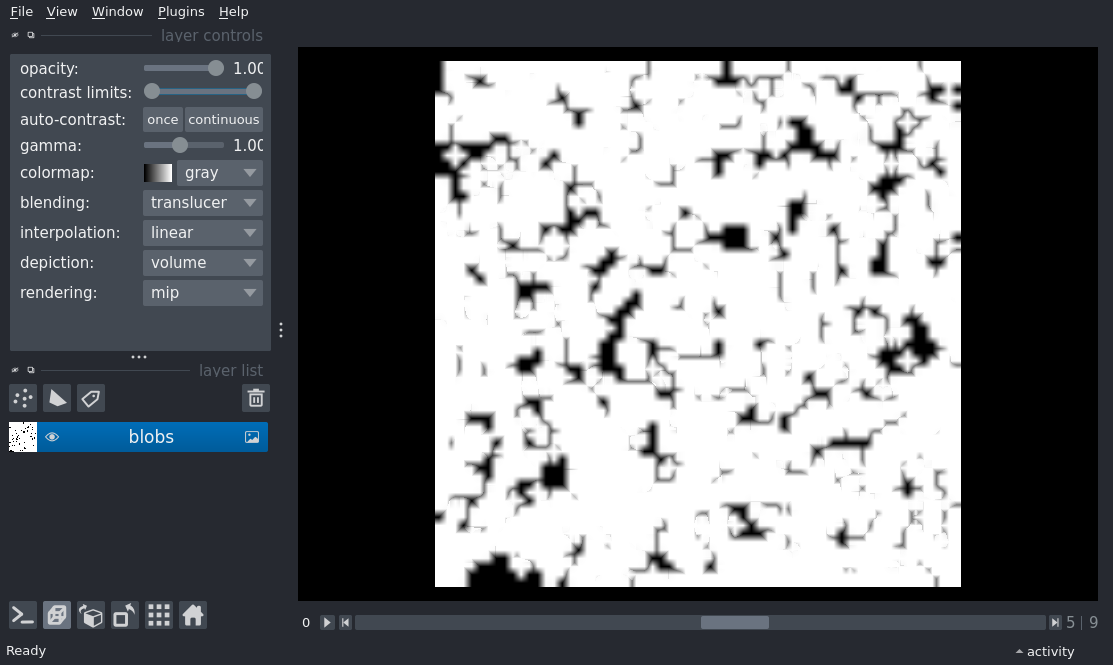 File View Window Plugins Help
layer controls
opacity: 1.00
contrast limits:
auto-contrast: once continuous
gamma: 1.00
colormap: gray
blending: translucer
interpolation: linear
depiction: volume
rendering: mip
layer list
blobs
0 5 | 9
Ready activity